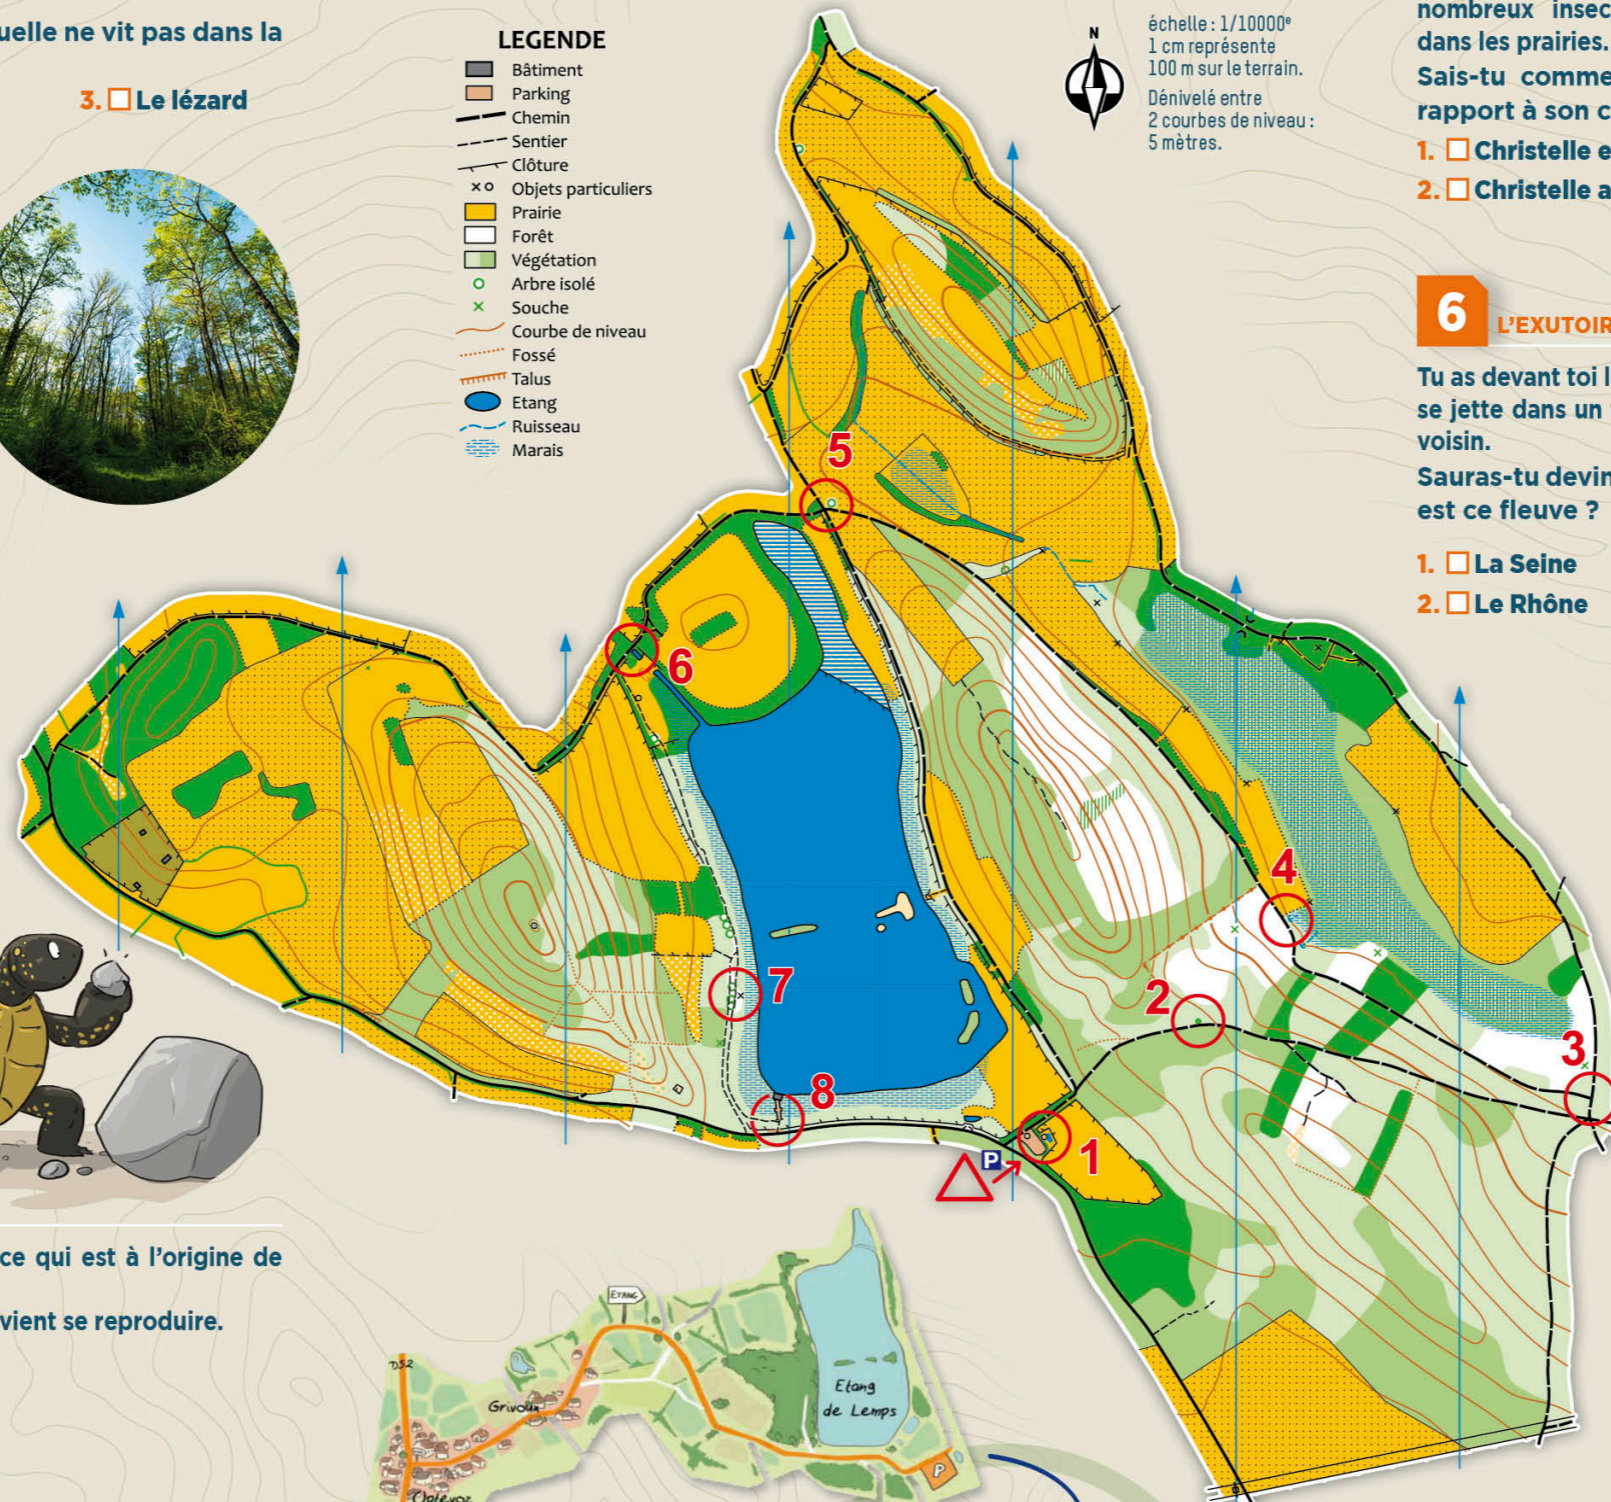 uelle ne vit pas dans la
3. Le lézard
LEGENDE
Bâtiment
Parking
Chemin
Sentier
Clôture
Objets particuliers
Prairie
Forêt
Végétation
Arbre isolé
Souche
Courbe de niveau
Fossé
Talus
Etang
Ruisseau
Marais
N
échelle : 1/10000e
1 cm représente
100 m sur le terrain.
Dénivelé entre
2 courbes de niveau :
5 mètres.
nombreux insec
dans les prairies.
Sais-tu comme
rapport à son c
1. Christelle e
2. Christelle a
6 L'EXUTOIR
Tu as devant toi l
se jette dans un
voisin.
Sauras-tu devin
est ce fleuve ?
1. La Seine
2. Le Rhône
5
6
4
7
2
3
8
1
P
ce qui est à l'origine de
vient se reproduire.
ETANG
D52
Grivoux
Etang
de Lemps
P
Optevoz